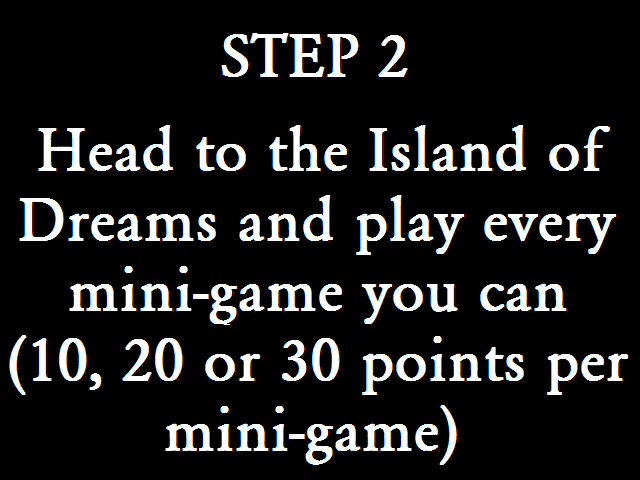 STEP 2
Head to the Island of
Dreams and play every
mini-game you can
(10, 20 or 30 points per
mini-game)